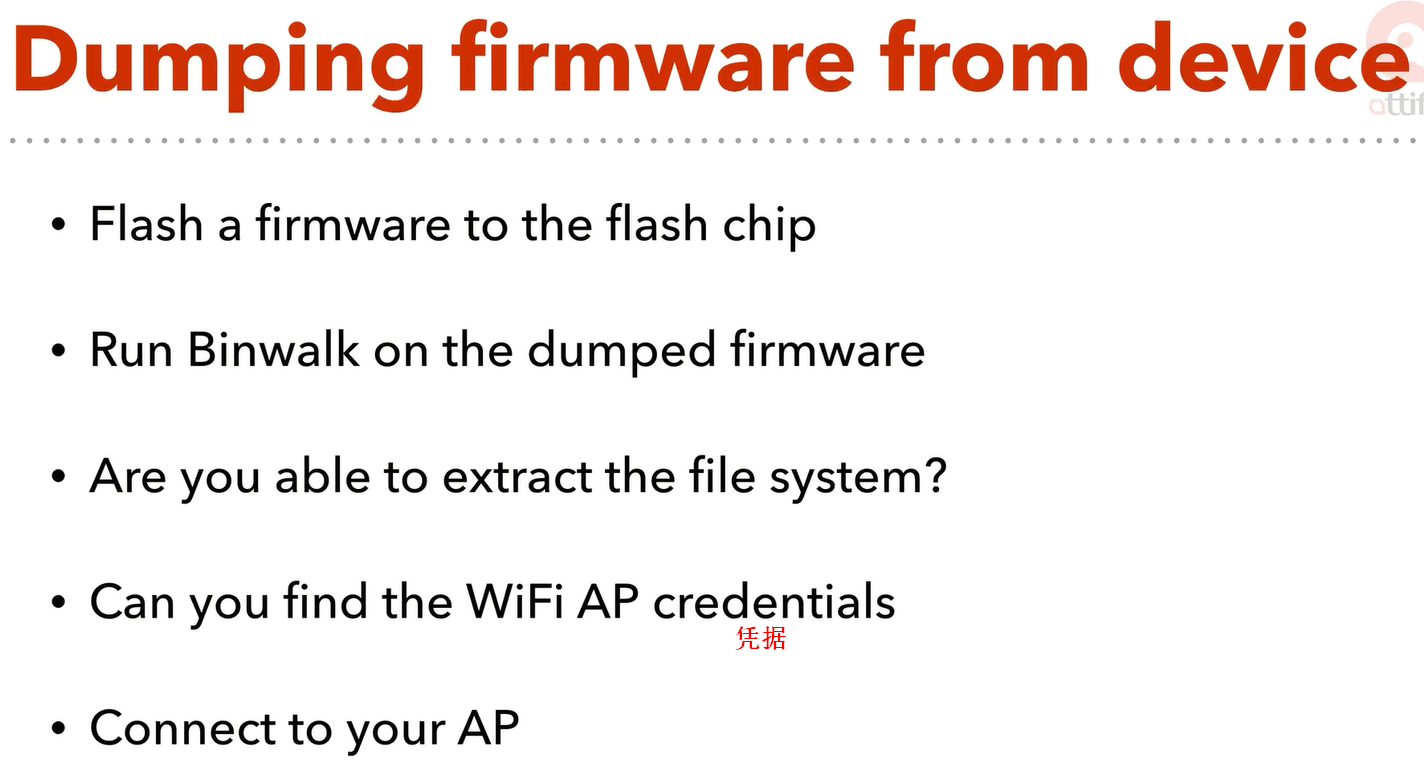 Dumping firmware from device
attif
• Flash a firmware to the flash chip
• Run Binwalk on the dumped firmware
• Are you able to extract the file system?
• Can you find the WiFi AP credentials
凭据
• Connect to your AP